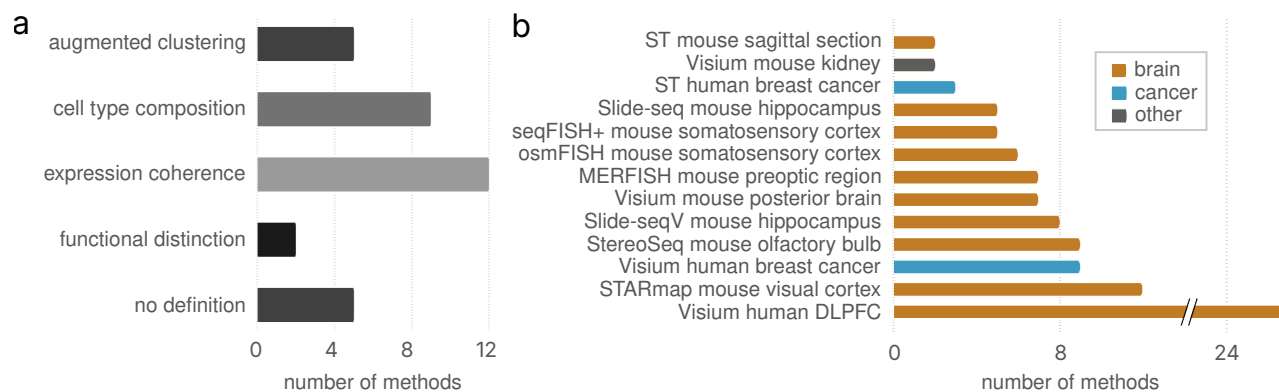 a
augmented clustering
cell type composition
expression coherence
functional distinction
no definition
0 4 8 12
number of methods
b
ST mouse sagittal section
Visium mouse kidney
ST human breast cancer
Slide-seq mouse hippocampus
seqFISH+ mouse somatosensory cortex
osmFISH mouse somatosensory cortex
MERFISH mouse preoptic region
Visium mouse posterior brain
Slide-seqV mouse hippocampus
StereoSeq mouse olfactory bulb
Visium human breast cancer
STARmap mouse visual cortex
Visium human DLPFC
0 8 24
number of methods
brain
cancer
other